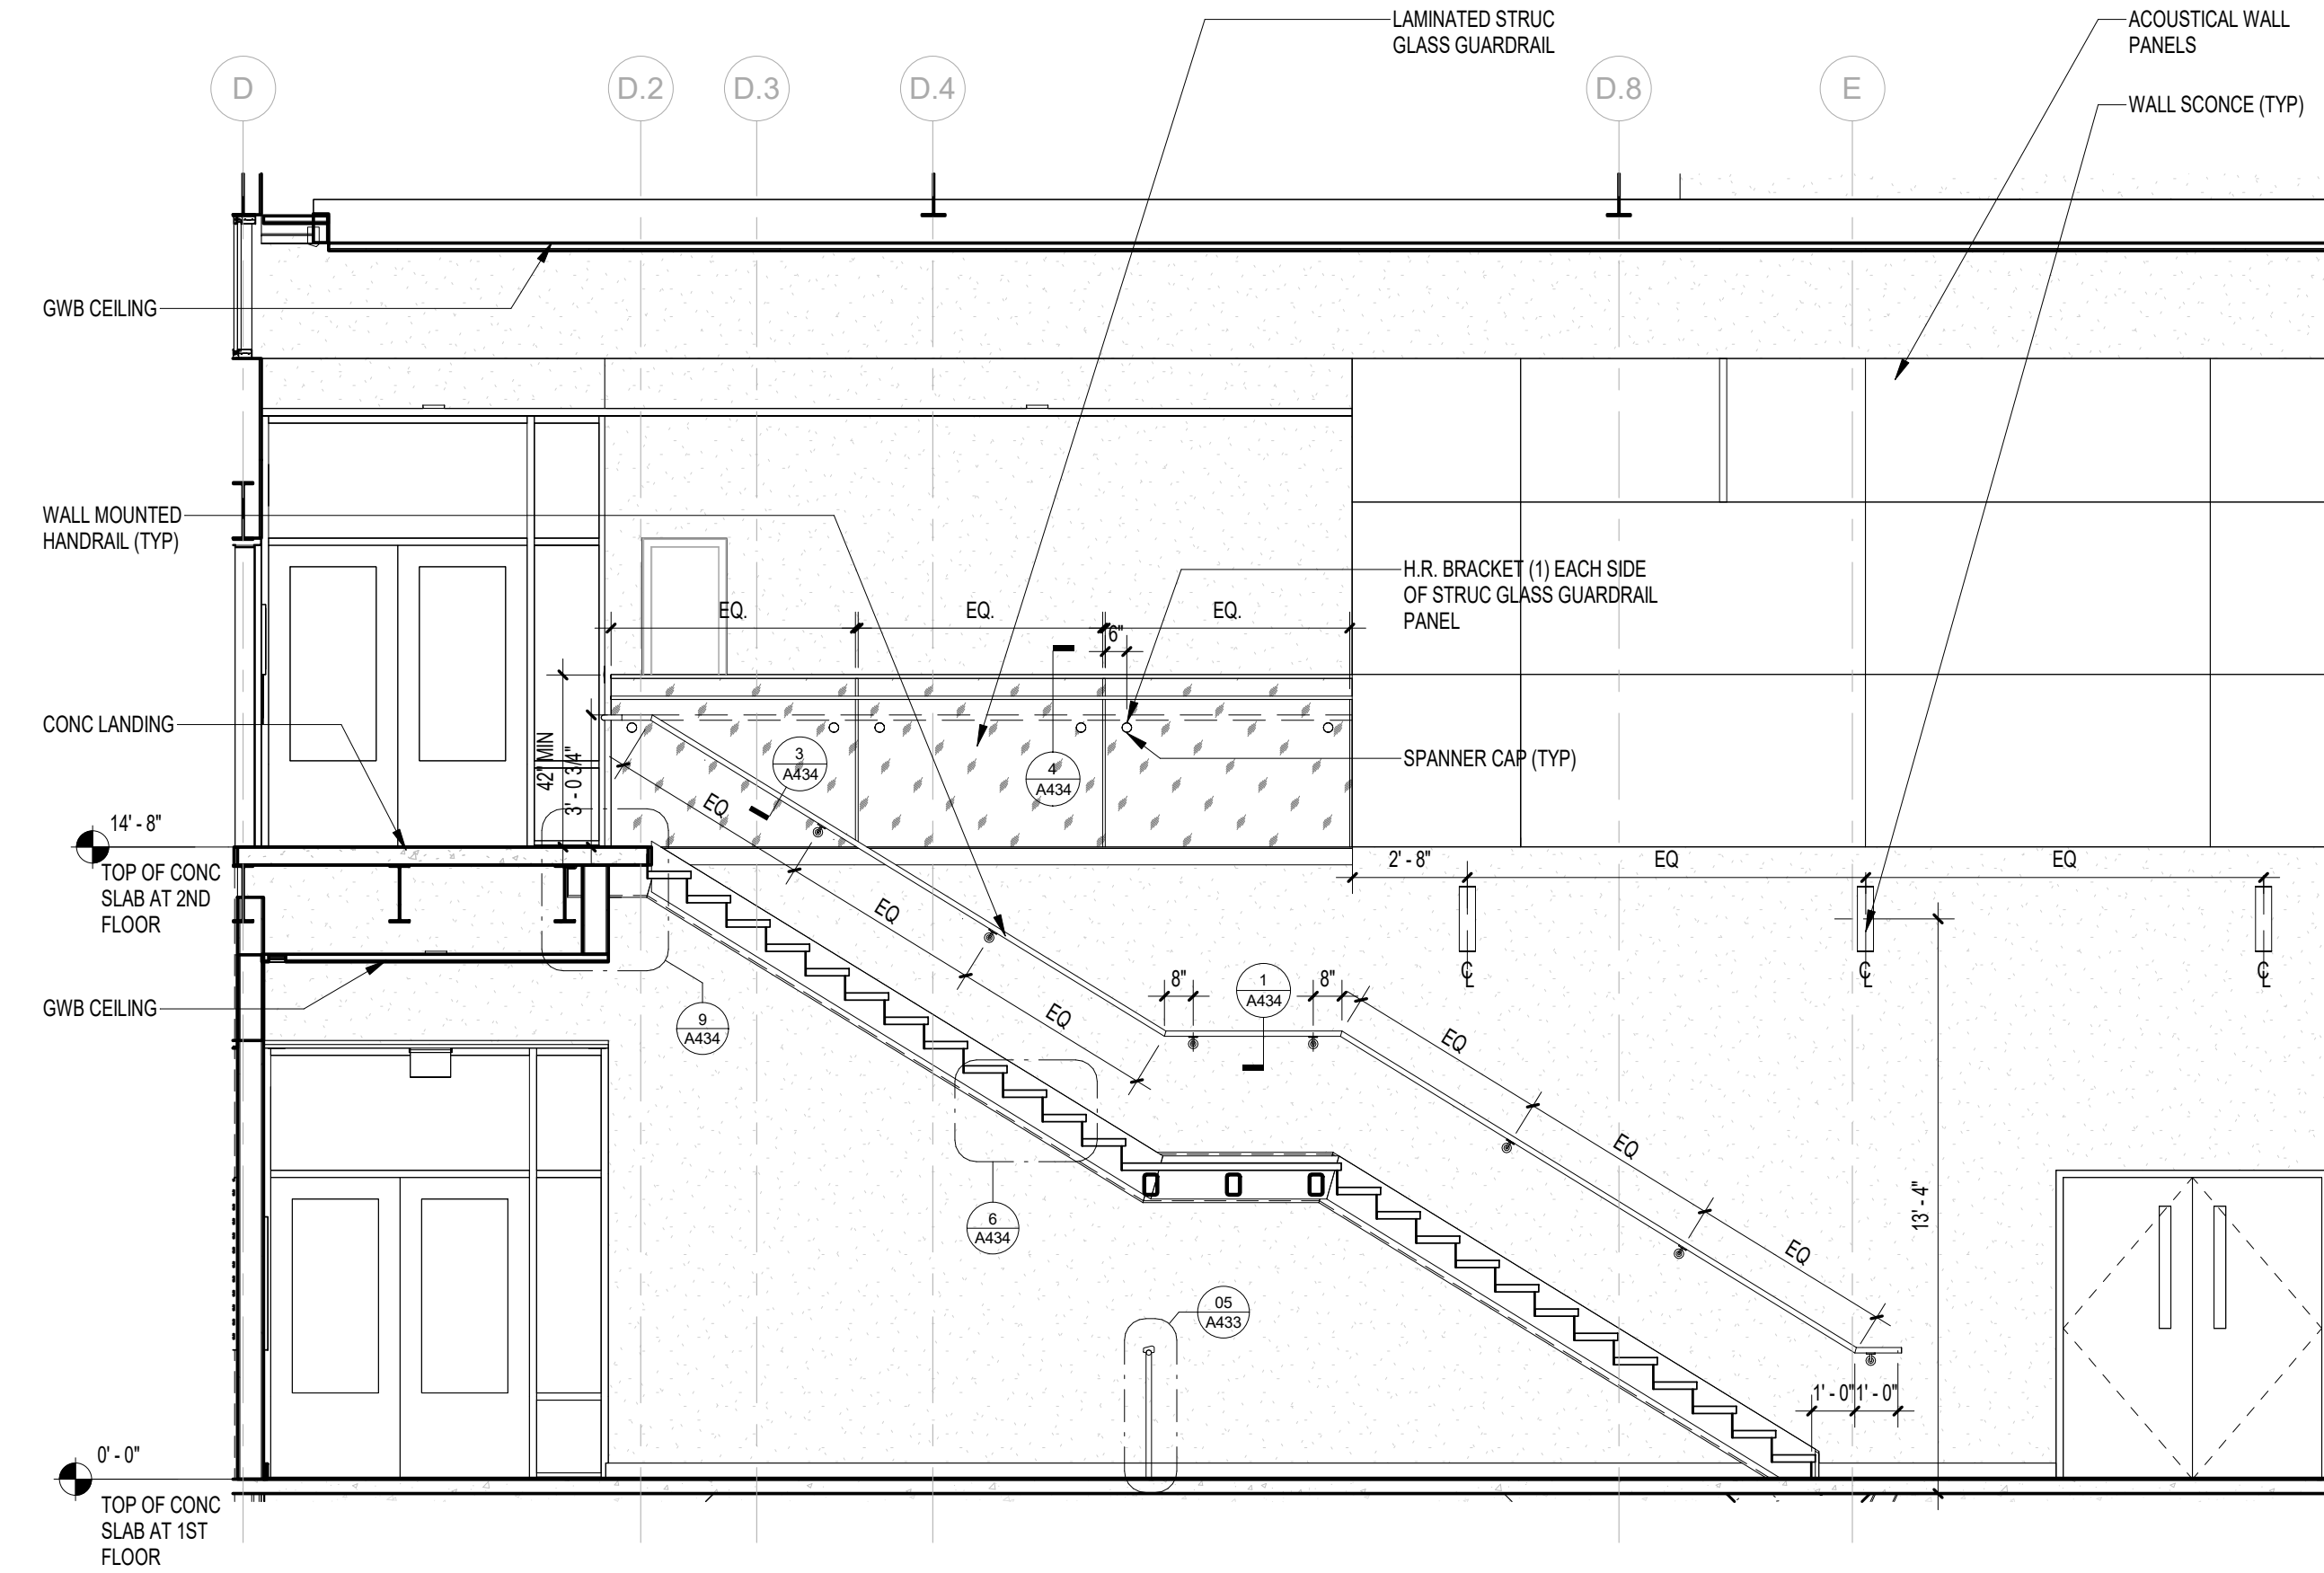 LAMINATED STRUC
GLASS GUARDRAIL
ACOUSTICAL WALL
PANELS
WALL SCONCE (TYP)
D
D.2
D.3
D.4
D.8
E
GWB CEILING
WALL MOUNTED
HANDRAIL (TYP)
H.R. BRACKET (1) EACH SIDE
OF STRUC GLASS GUARDRAIL
PANEL
EQ.
EQ.
EQ.
6"
CONC LANDING
42" MIN
3' - 0 3/4"
3
A434
4
A434
SPANNER CAP (TYP)
EQ
14' - 8"
TOP OF CONC
SLAB AT 2ND
FLOOR
2' - 8"
EQ
EQ
EQ
GWB CEILING
9
A434
EQ
8"
1
A434
8"
EQ
CL
CL
CL
6
A434
EQ
13' - 4"
EQ
05
A433
1' - 0"
1' - 0"
0' - 0"
TOP OF CONC
SLAB AT 1ST
FLOOR